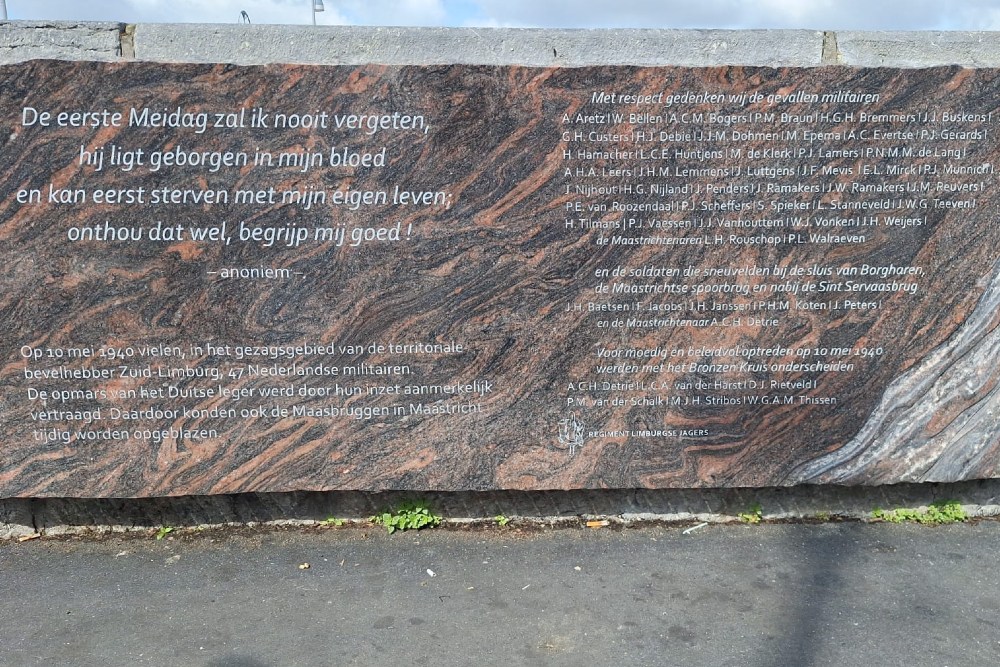 De eerste Meidag zal ik nooit vergeten,
hij ligt geborgen in mijn bloed
en kan eerst sterven met mijn eigen leven;
onthou dat wel, begrijp mij goed !
– anoniem –
Op 10 mei 1940 vielen, in het gezagsgebied van de territoriale
bevelhebber Zuid-Limburg, 47 Nederlandse militairen.
De opmars van het Duitse leger werd door hun inzet aanmerkelijk
vertraagd. Daardoor konden ook de Maasbruggen in Maastricht
tijdig worden opgeblazen.
Met respect gedenken wij de gevallen militairen
A. Aretz | W. Bellen | A.C.M. Bogers | P.M. Braun | H.G.H. Bremmers | J.J. Buskens |
G.H. Custers | H.J. Debie | J.J.M. Dohmen | M. Epema | A.C. Evertse | P.J. Gerards |
H. Hamacher | L.C.E. Huntjens | M. de Klerk | P.J. Lamers | P.N.M.M. de Lang |
A.H.A. Leers | J.H.M. Lemmens | J. Luttgens | J.F. Mevis | E.L. Mirck | P.J. Munnich |
J. Nijhout | H.G. Nijland | J. Penders | J. Ramakers | J.W. Ramakers | J.M. Reuvers |
P.E. van Roozendaal | P.J. Scheffers | S. Spieker | L. Stanneveld | J.W.G. Teeven |
H. Tilmans | P.J. Vaessen | J.J. Vanhouttem | W.J. Vonken | J.H. Weijers |
de Maastrichtenaren L.H. Rouschop | P.L. Walraeven
en de soldaten die sneuvelden bij de sluis van Borgharen,
de Maastrichtse spoorbrug en nabij de Sint Servaasbrug
J.H. Baetsen | F. Jacobs | J.H. Janssen | P.H.M. Koten | J. Peters |
en de Maastrichtenaar A.C.H. Detrie
Voor moedig en beleidvol optreden op 10 mei 1940
werden met het Bronzen Kruis onderscheiden
A.C.H. Detrie | L.C.A. van der Harst | D.J. Rietveld |
P.M. van der Schalk | M.J.H. Stribos | W.G.A.M. Thissen
REGIMENT LIMBURGSE JAGERS